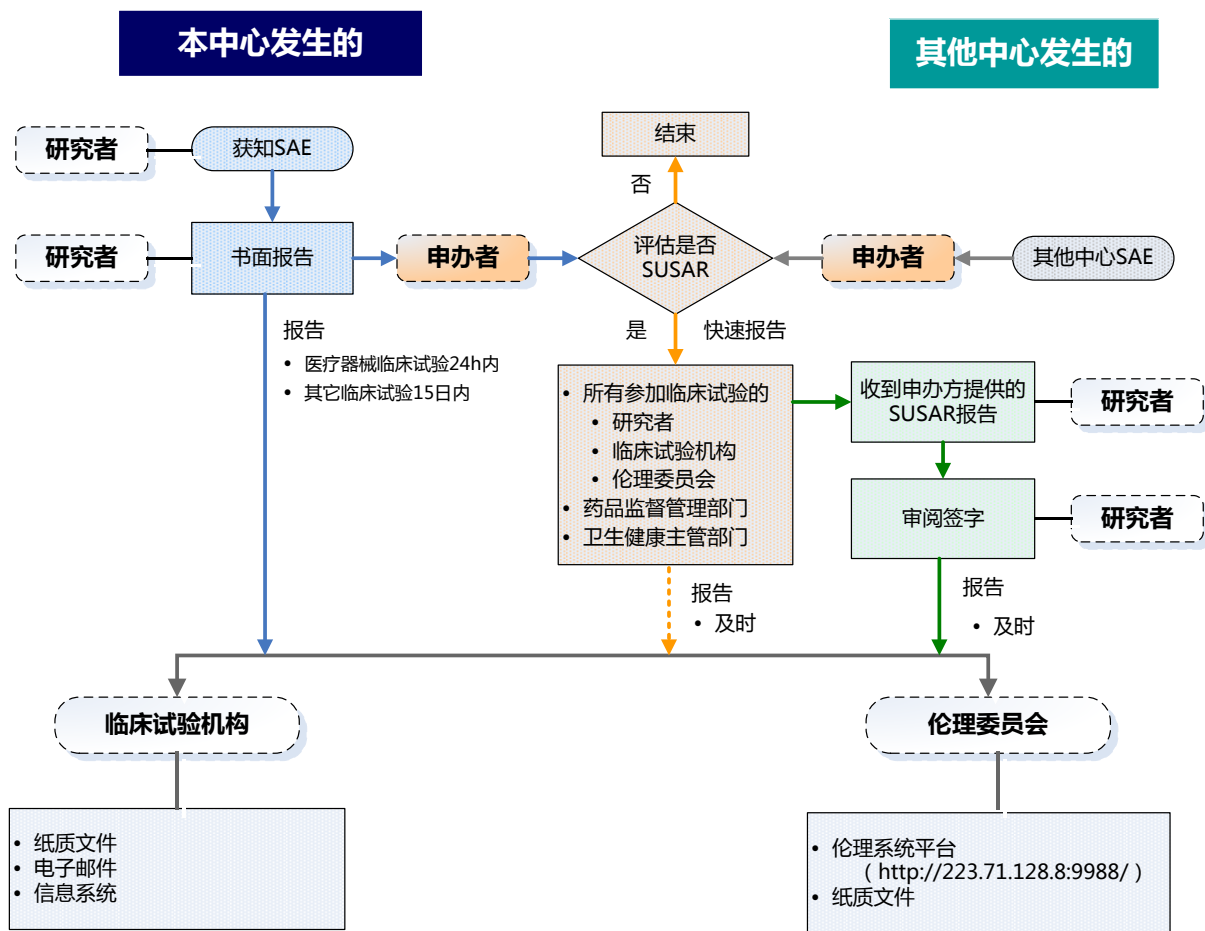 本中心发生的
其他中心发生的
研究者
获知SAE
结束
否
研究者
书面报告
申办者
评估是否
SUSAR
申办者
其他中心SAE
报告
• 医疗器械临床试验24h内
• 其它临床试验15日内
是
快速报告
• 所有参加临床试验的
• 研究者
• 临床试验机构
• 伦理委员会
• 药品监督管理部门
• 卫生健康主管部门
收到申办方提供的
SUSAR报告
研究者
审阅签字
研究者
报告
• 及时
报告
• 及时
临床试验机构
伦理委员会
• 纸质文件
• 电子邮件
• 信息系统
• 伦理系统平台
（http://223.71.128.8:9988/）
• 纸质文件